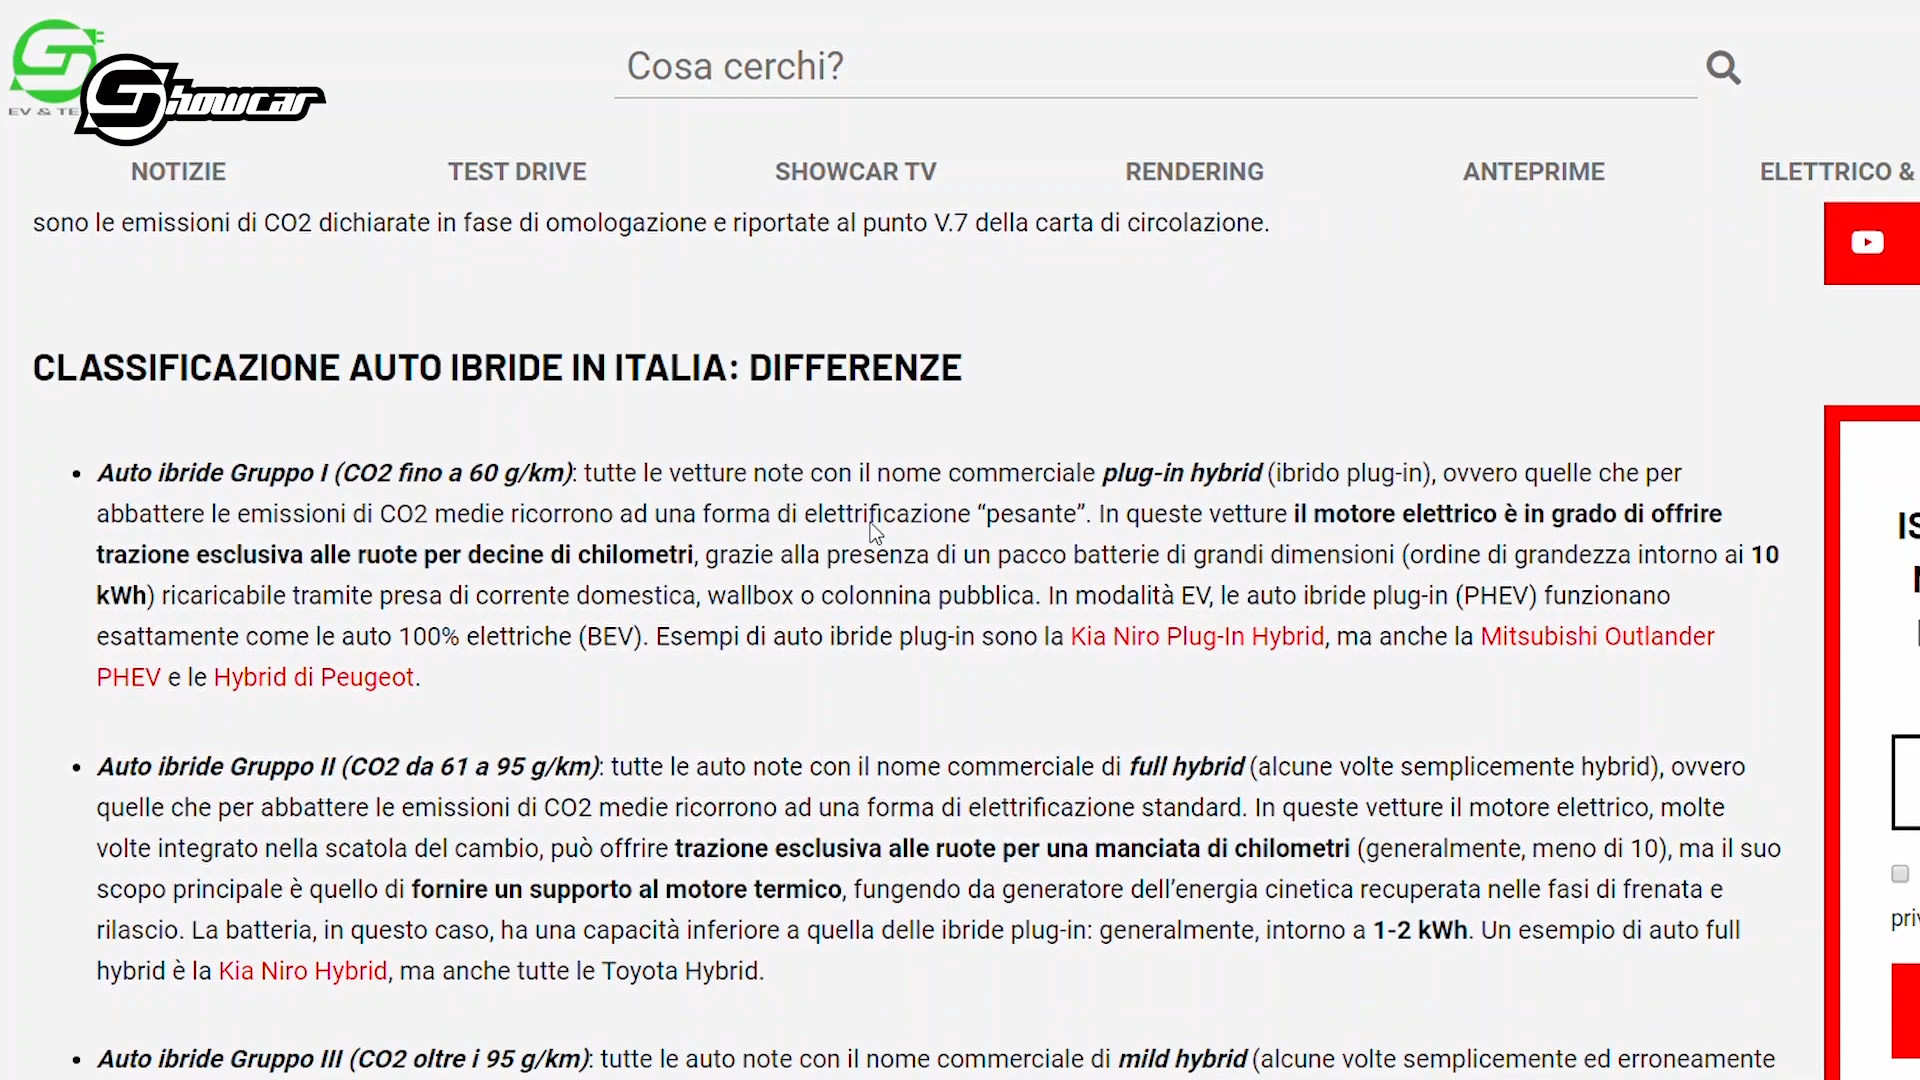 EV & TE
Showcar
Cosa cerchi?
NOTIZIE
TEST DRIVE
SHOWCAR TV
RENDERING
ANTEPRIME
ELETTRICO &
sono le emissioni di CO2 dichiarate in fase di omologazione e riportate al punto V.7 della carta di circolazione.
CLASSIFICAZIONE AUTO IBRIDE IN ITALIA: DIFFERENZE
• Auto ibride Gruppo I (CO2 fino a 60 g/km): tutte le vetture note con il nome commerciale plug-in hybrid (ibrido plug-in), ovvero quelle che per
abbattere le emissioni di CO2 medie ricorrono ad una forma di elettrificazione “pesante”. In queste vetture il motore elettrico è in grado di offrire
trazione esclusiva alle ruote per decine di chilometri, grazie alla presenza di un pacco batterie di grandi dimensioni (ordine di grandezza intorno ai 10
kWh) ricaricabile tramite presa di corrente domestica, wallbox o colonnina pubblica. In modalità EV, le auto ibride plug-in (PHEV) funzionano
esattamente come le auto 100% elettriche (BEV). Esempi di auto ibride plug-in sono la Kia Niro Plug-In Hybrid, ma anche la Mitsubishi Outlander
PHEV e le Hybrid di Peugeot.
• Auto ibride Gruppo II (CO2 da 61 a 95 g/km): tutte le auto note con il nome commerciale di full hybrid (alcune volte semplicemente hybrid), ovvero
quelle che per abbattere le emissioni di CO2 medie ricorrono ad una forma di elettrificazione standard. In queste vetture il motore elettrico, molte
volte integrato nella scatola del cambio, può offrire trazione esclusiva alle ruote per una manciata di chilometri (generalmente, meno di 10), ma il suo
scopo principale è quello di fornire un supporto al motore termico, fungendo da generatore dell’energia cinetica recuperata nelle fasi di frenata e
rilascio. La batteria, in questo caso, ha una capacità inferiore a quella delle ibride plug-in: generalmente, intorno a 1-2 kWh. Un esempio di auto full
hybrid è la Kia Niro Hybrid, ma anche tutte le Toyota Hybrid.
• Auto ibride Gruppo III (CO2 oltre i 95 g/km): tutte le auto note con il nome commerciale di mild hybrid (alcune volte semplicemente ed erroneamente
IS
priv